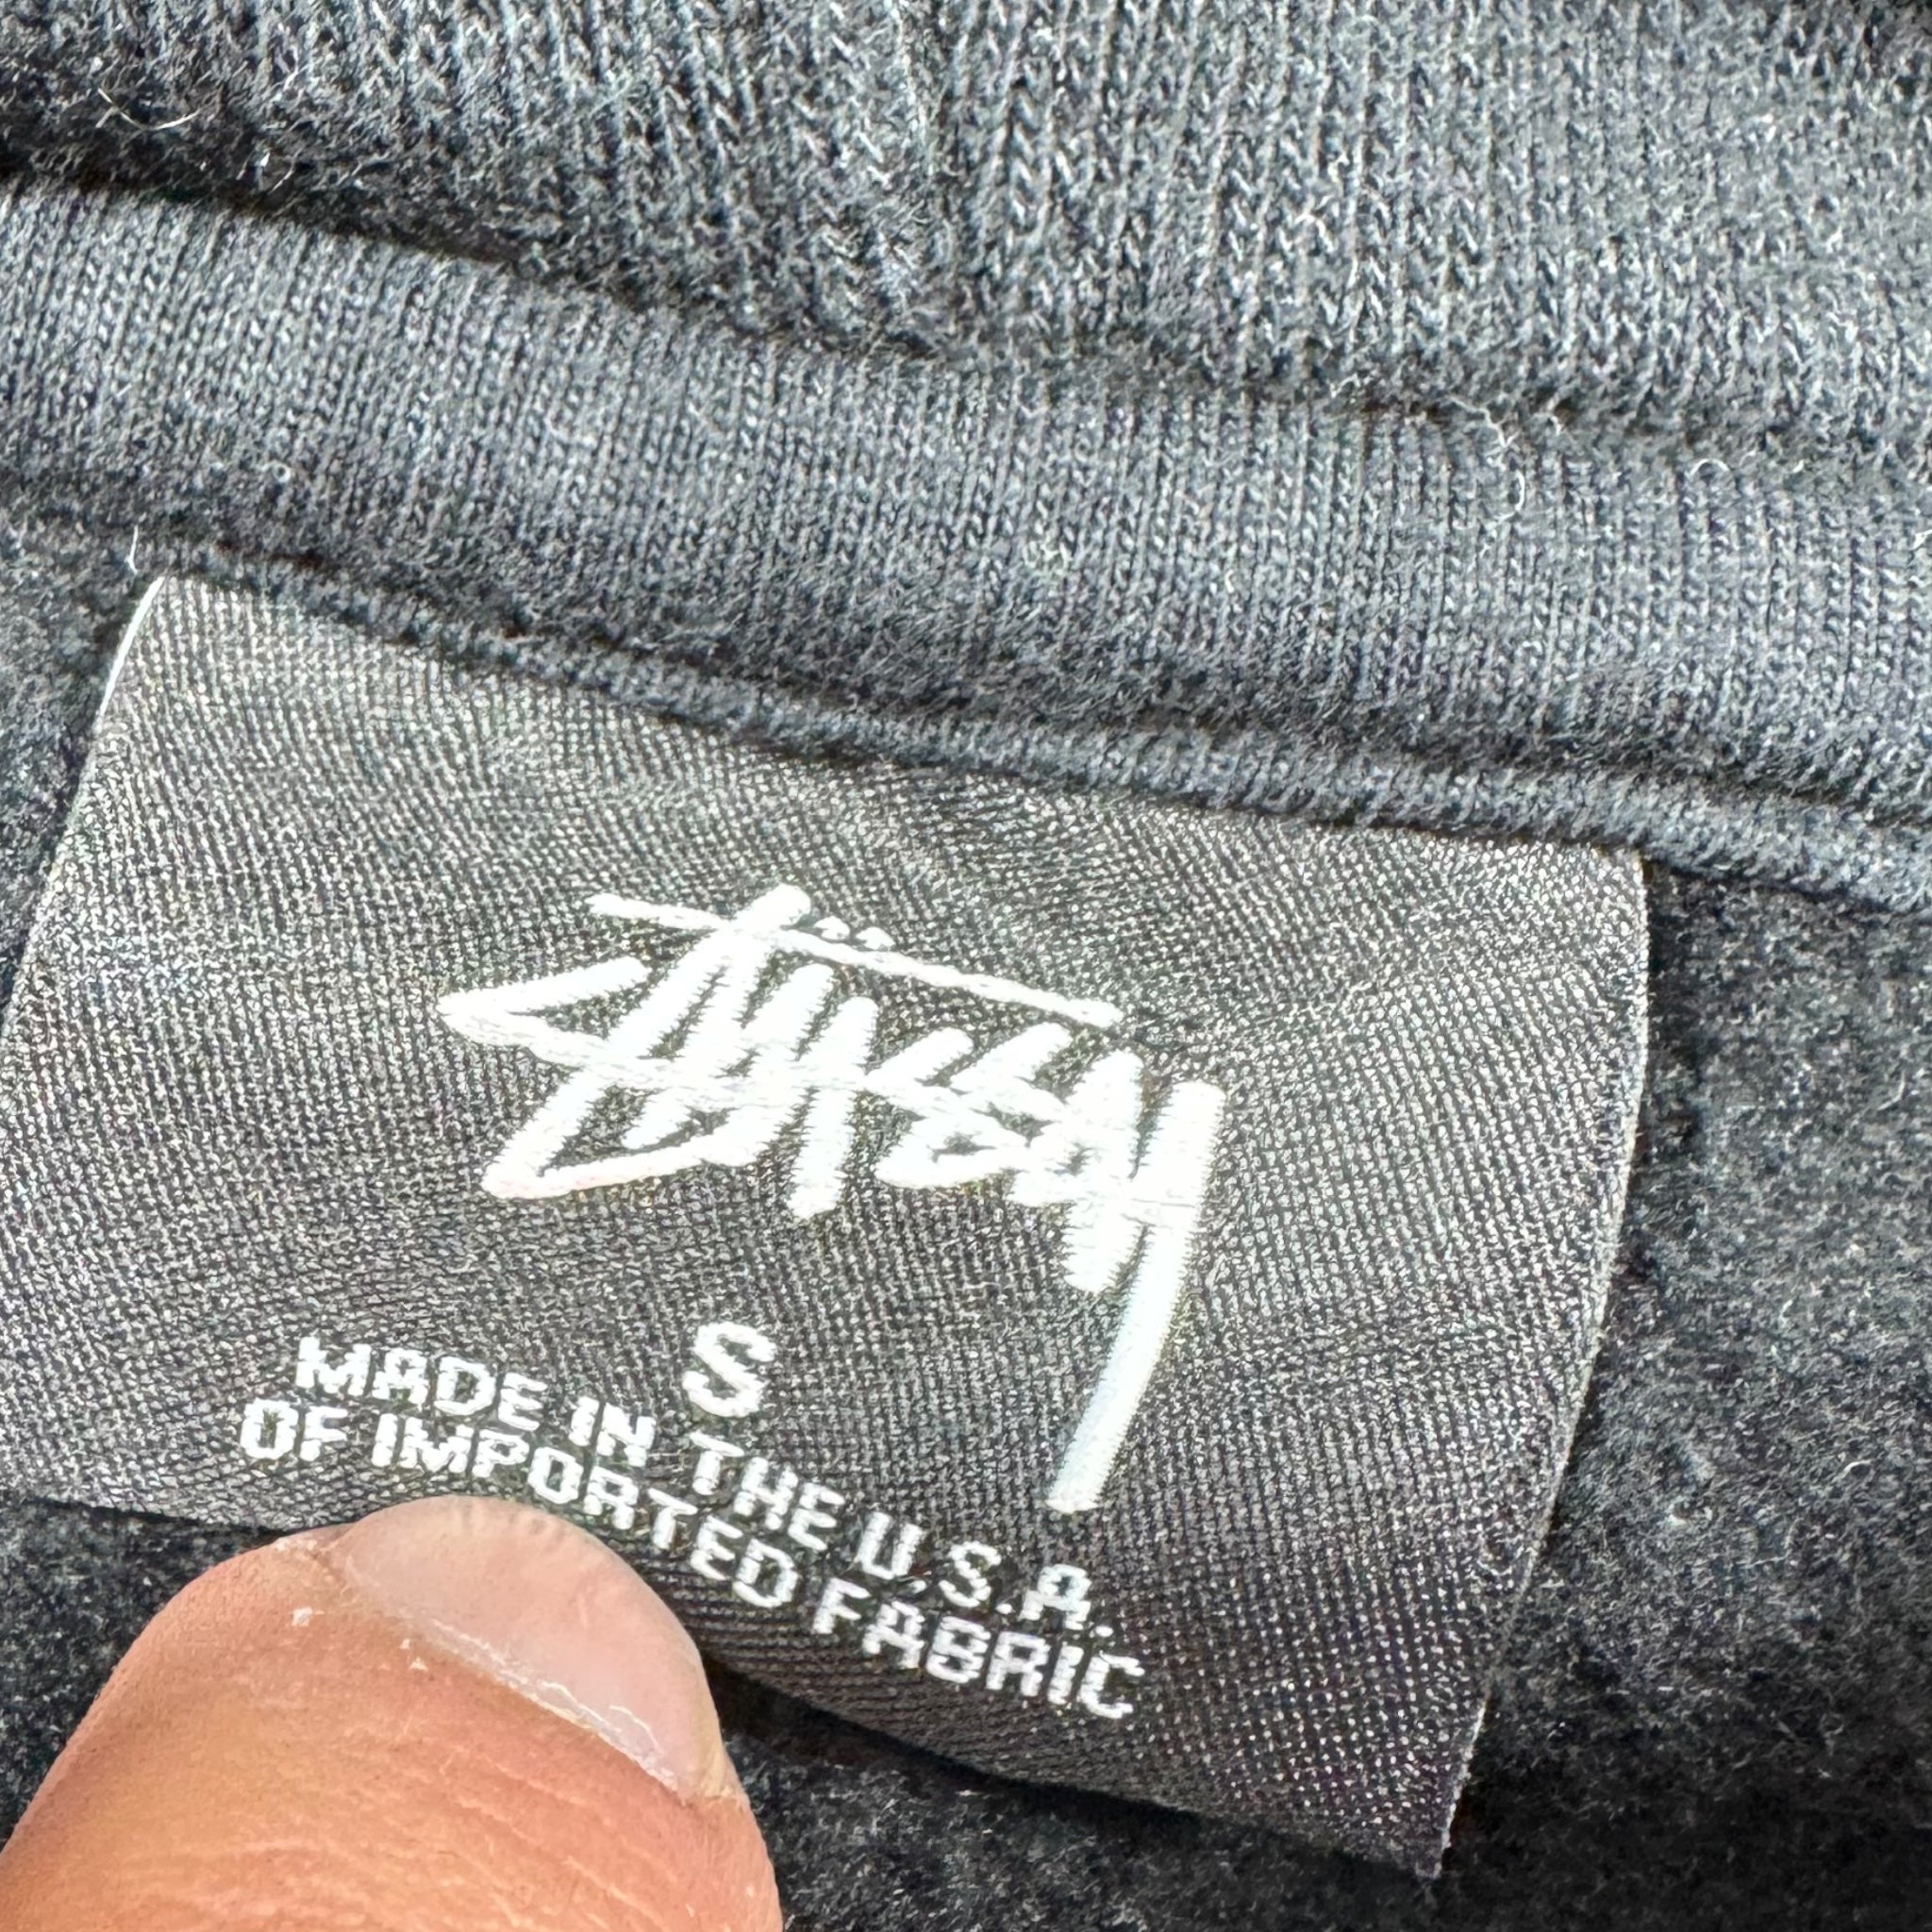 Stüssy
S
MADE IN THE U.S.A.
OF IMPORTED FABRIC